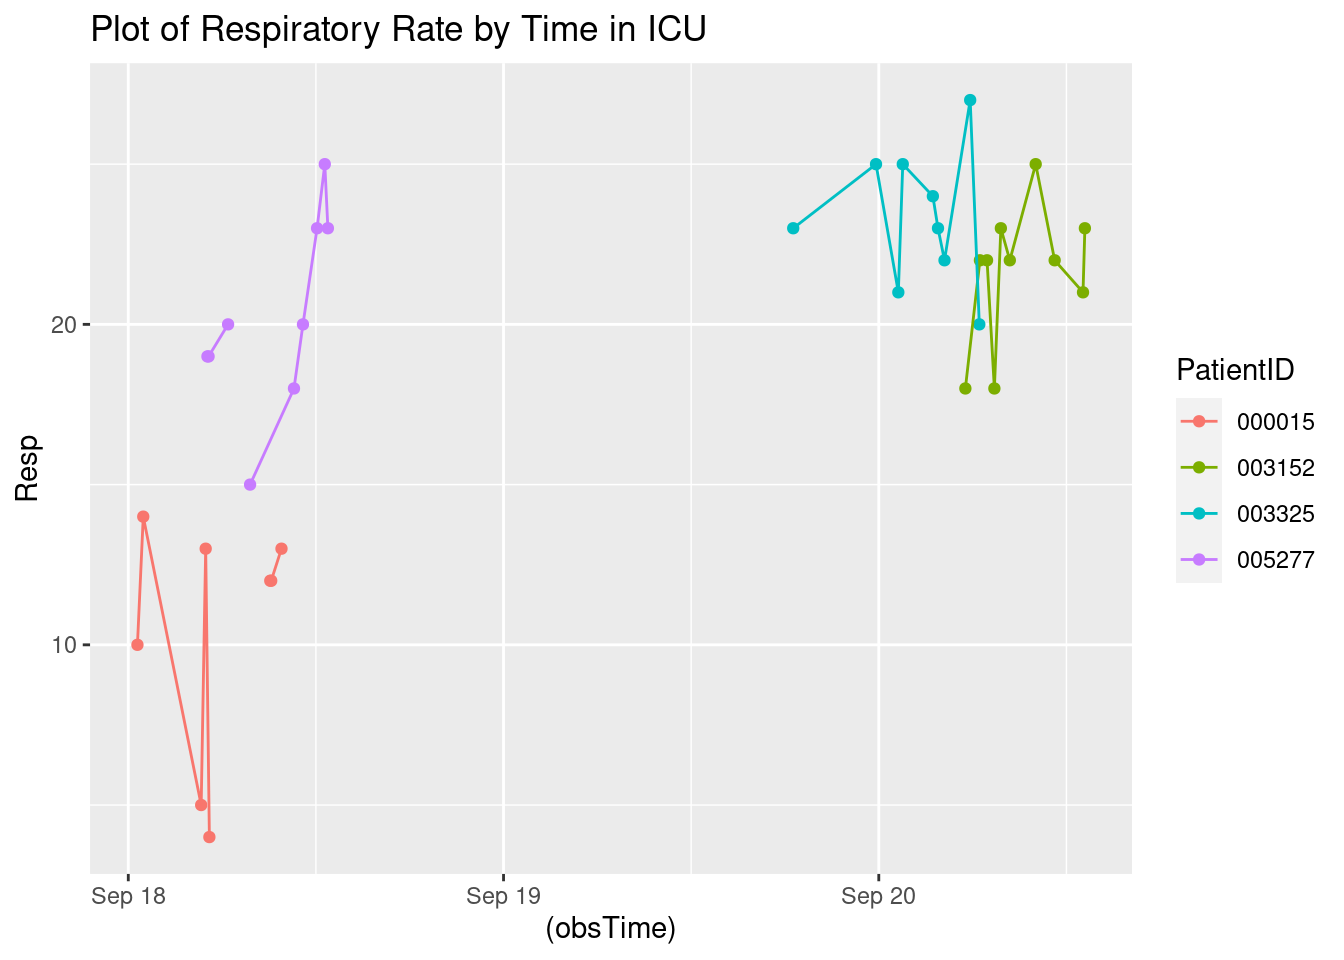 Plot of Respiratory Rate by Time in ICU
Resp
20
10
Sep 18
Sep 19
Sep 20
(obsTime)
PatientID
000015
003152
003325
005277